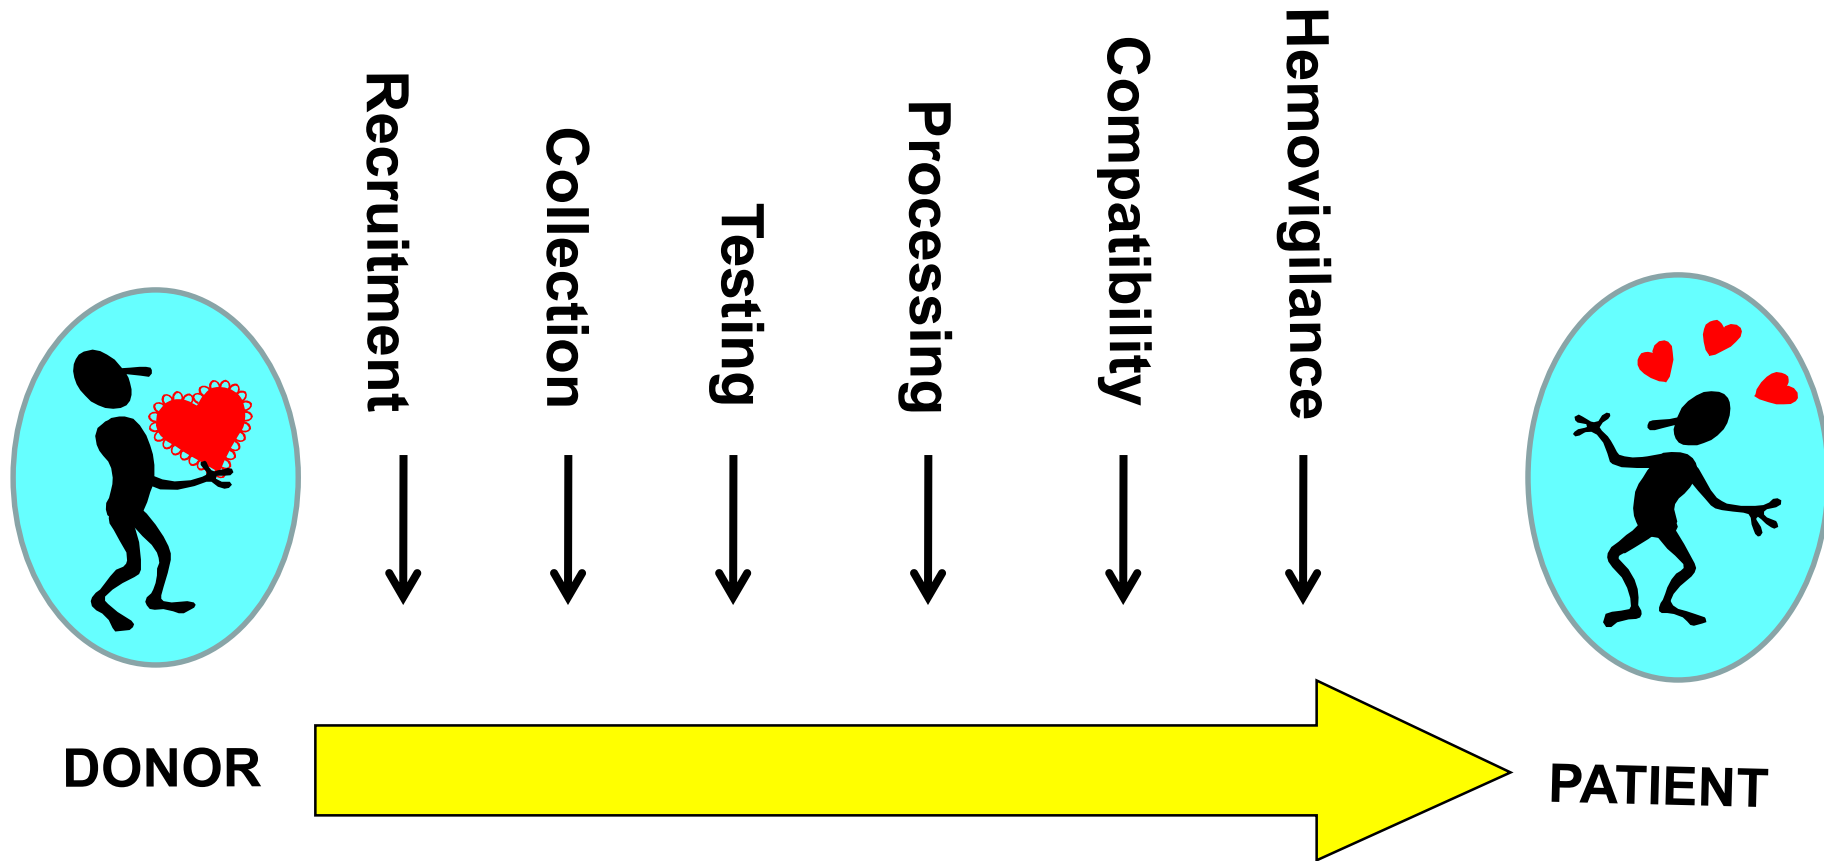 Recruitment
Collection
Testing
Processing
Compatibility
Hemovigilance
DONOR
PATIENT